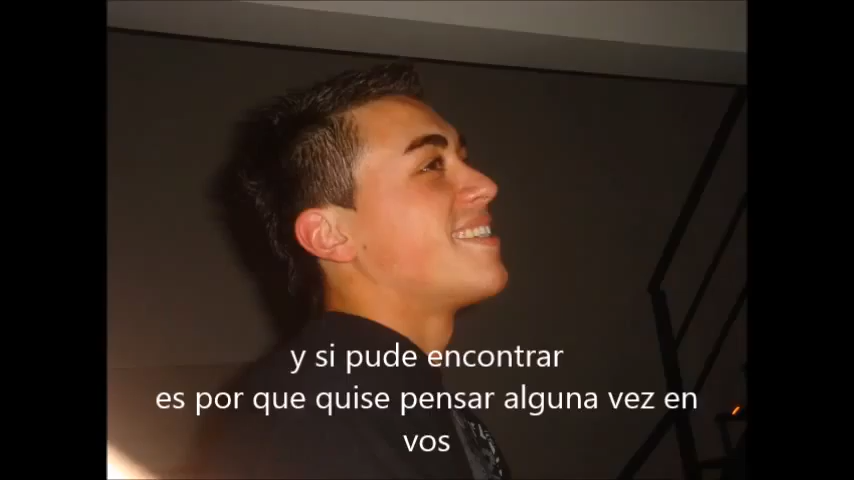 y si pude encontrar
es por que quise pensar alguna vez en
vos